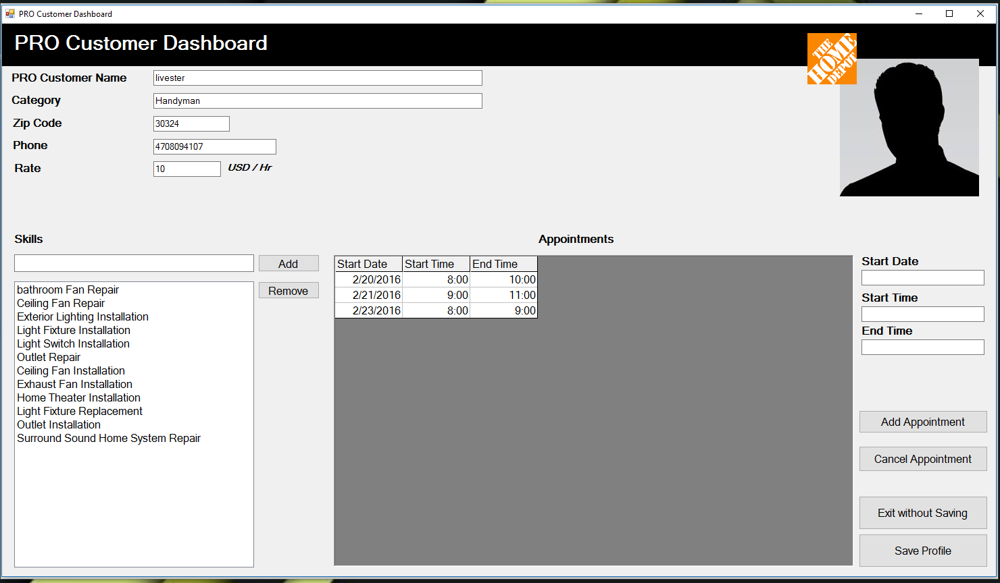 PRO Customer Dashboard
PRO Customer Dashboard
THE
HOME
DEPOT
PRO Customer Name livester
Category Handyman
Zip Code 30324
Phone 4708094107
Rate 10 USD / Hr
Skills
Add
Remove
bathroom Fan Repair
Ceiling Fan Repair
Exterior Lighting Installation
Light Fixture Installation
Light Switch Installation
Outlet Repair
Ceiling Fan Installation
Exhaust Fan Installation
Home Theater Installation
Light Fixture Replacement
Outlet Installation
Surround Sound Home System Repair
Appointments
Start Date Start Time End Time
2/20/2016 8:00 10:00
2/21/2016 9:00 11:00
2/23/2016 8:00 9:00
Start Date
Start Time
End Time
Add Appointment
Cancel Appointment
Exit without Saving
Save Profile